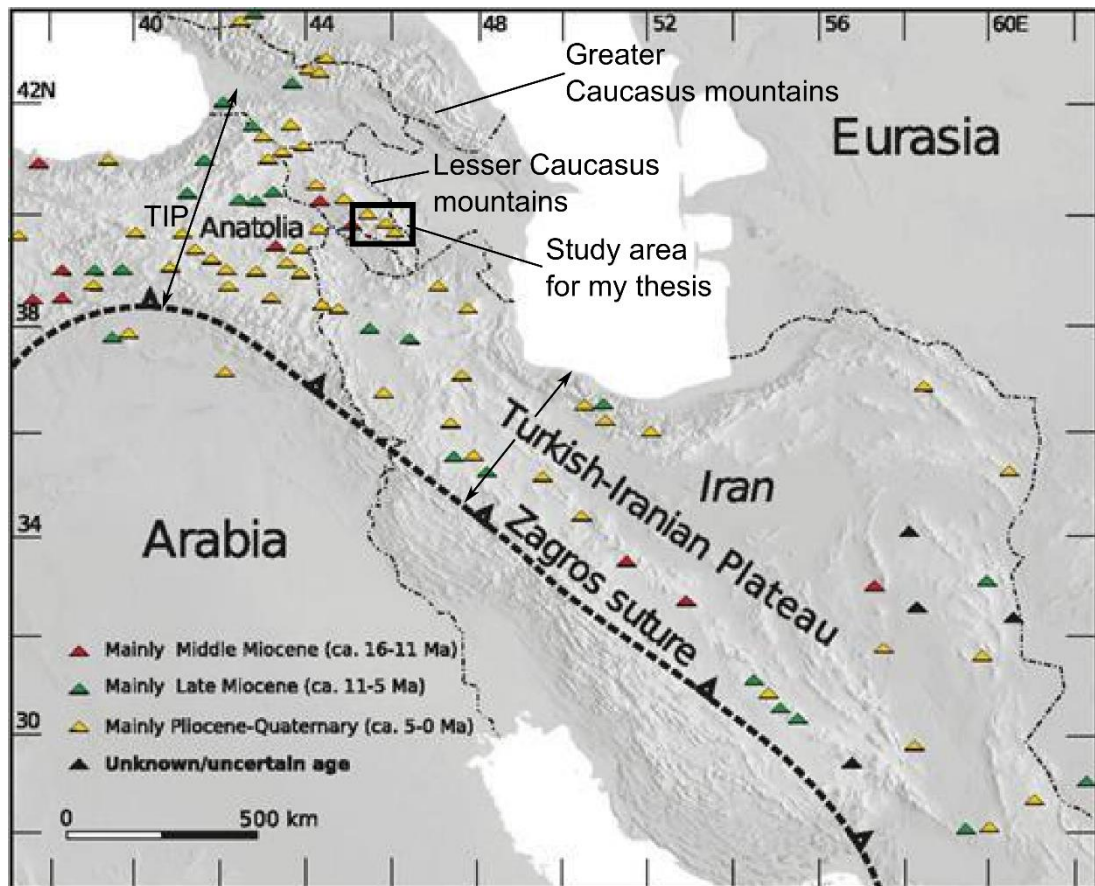 40 44 48 52 56 60E
42N
Greater
Caucasus mountains
Eurasia
Lesser Caucasus
mountains
TIP
Anatolia
Study area
for my thesis
38
Turkish-Iranian Plateau
Iran
Zagros suture
34
Arabia
Mainly Middle Miocene (ca. 16-11 Ma)
Mainly Late Miocene (ca. 11-5 Ma)
30
Mainly Pliocene-Quaternary (ca. 5-0 Ma)
Unknown/uncertain age
0 500 km